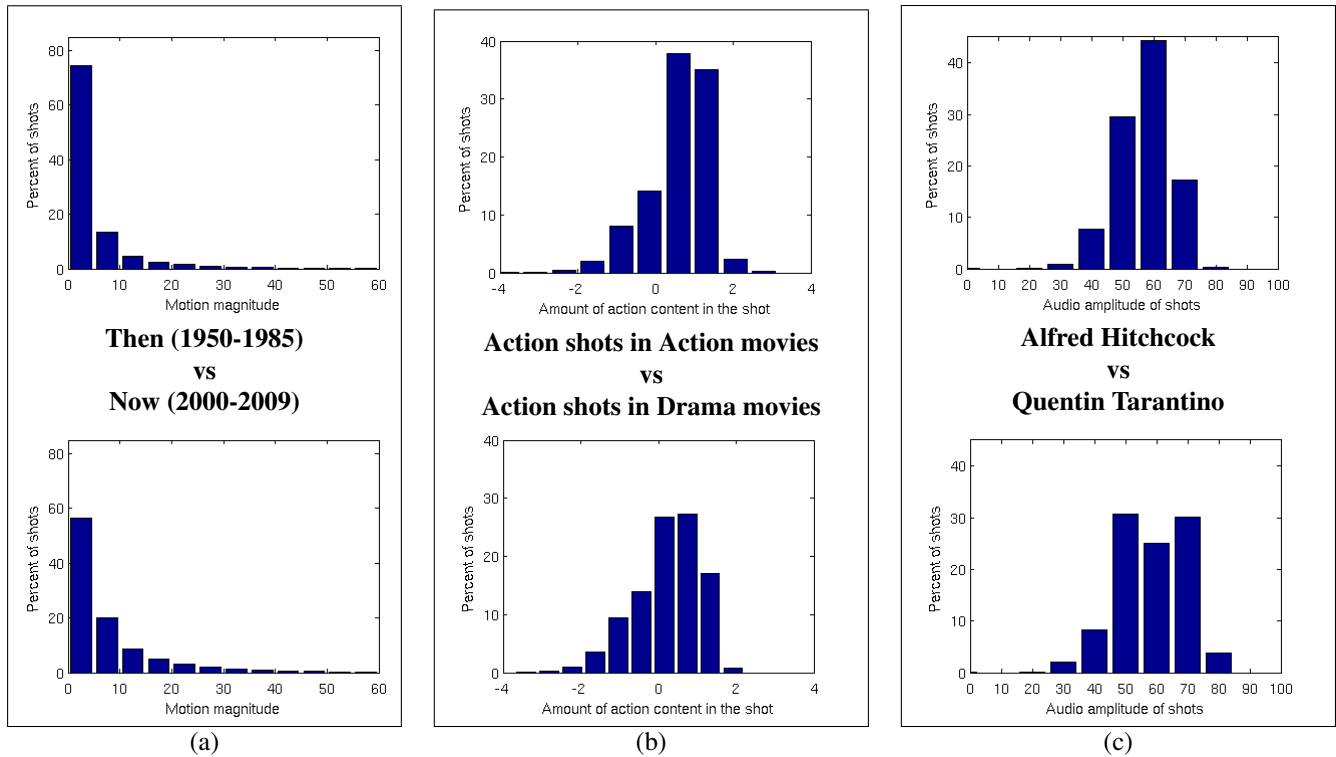 80
60
40
20
0
Percent of shots
0 10 20 30 40 50 60
Motion magnitude
Then (1950-1985)
vs
Now (2000-2009)
80
60
40
20
0
Percent of shots
0 10 20 30 40 50 60
Motion magnitude
(a)
40
30
20
10
0
Percent of shots
-4 -2 0 2 4
Amount of action content in the shot
Action shots in Action movies
vs
Action shots in Drama movies
40
30
20
10
0
Percent of shots
-4 -2 0 2 4
Amount of action content in the shot
(b)
40
30
20
10
0
Percent of shots
0 10 20 30 40 50 60 70 80 90 100
Audio amplitude of shots
Alfred Hitchcock
vs
Quentin Tarantino
40
30
20
10
0
Percent of shots
0 10 20 30 40 50 60 70 80 90 100
Audio amplitude of shots
(c)